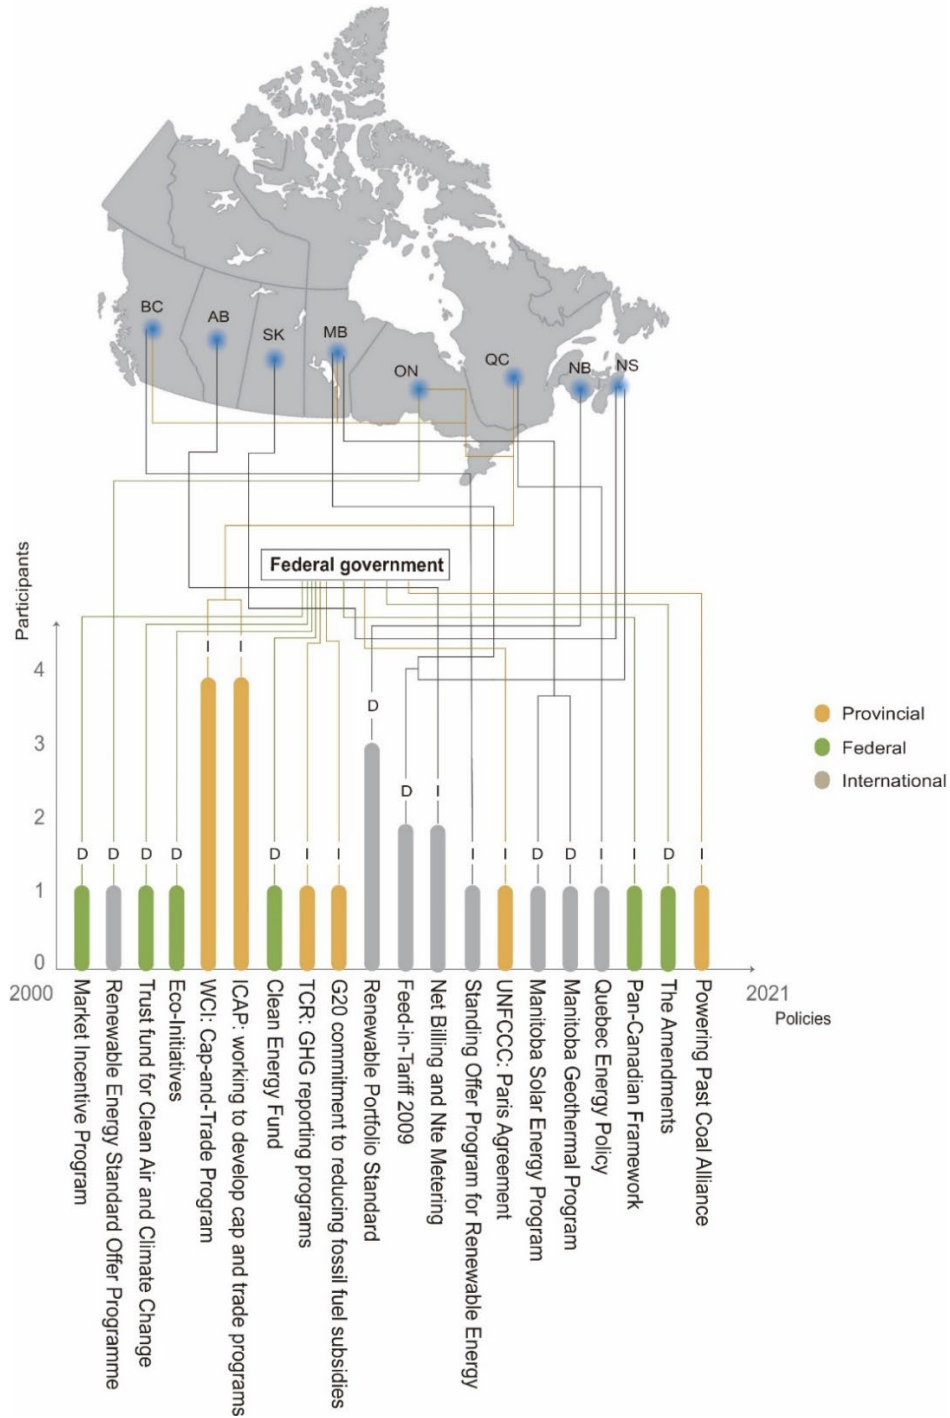 BC
AB
SK
MB
ON
QC
NB
NS
Federal government
Participants
4
3
2
1
0
I
I
D
D
I
D
D
D
D
D
I
I
I
I
D
D
I
I
D
I
Provincial
Federal
International
2000
2021
Policies
Market Incentive Program
Renewable Energy Standard Offer Programme
Trust fund for Clean Air and Climate Change
Eco-Initiatives
WCI: Cap-and-Trade Program
ICAP: working to develop cap and trade programs
Clean Energy Fund
TCR: GHG reporting programs
G20 commitment to reducing fossil fuel subsidies
Renewable Portfolio Standard
Feed-in-Tariff 2009
Net Billing and Nte Metering
Standing Offer Program for Renewable Energy
UNFCCC: Paris Agreement
Manitoba Solar Energy Program
Manitoba Geothermal Program
Quebec Energy Policy
Pan-Canadian Framework
The Amendments
Powering Past Coal Alliance